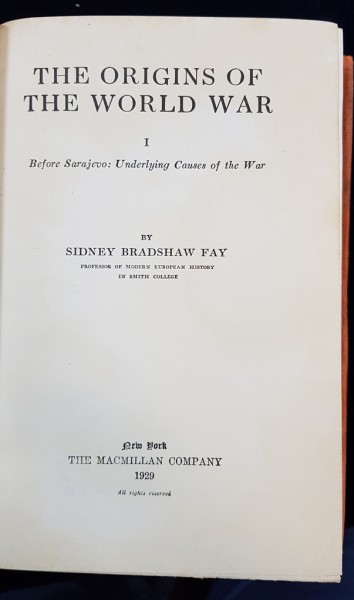 THE ORIGINS OF
THE WORLD WAR
I
Before Sarajevo: Underlying Causes of the War
BY
SIDNEY BRADSHAW FAY
PROFESSOR OF MODERN EUROPEAN HISTORY
IN SMITH COLLEGE
New York
THE MACMILLAN COMPANY
1929
All rights reserved